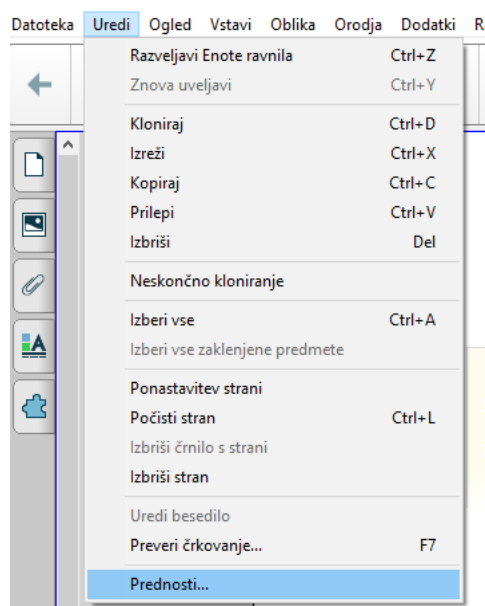 Datoteka Uredi Ogled Vstavi Oblika Orodja Dodatki
Razveljavi Enote ravnila Ctrl+Z
Znova uveljavi Ctrl+Y
Kloniraj Ctrl+D
Izreži Ctrl+X
Kopiraj Ctrl+C
Prilepi Ctrl+V
Izbriši Del
Neskončno kloniranje
Izberi vse Ctrl+A
Izberi vse zaklenjene predmete
Ponastavitev strani
Počisti stran Ctrl+L
Izbriši črnilo s strani
Izbriši stran
Uredi besedilo
Preveri črkovanje... F7
Prednosti...